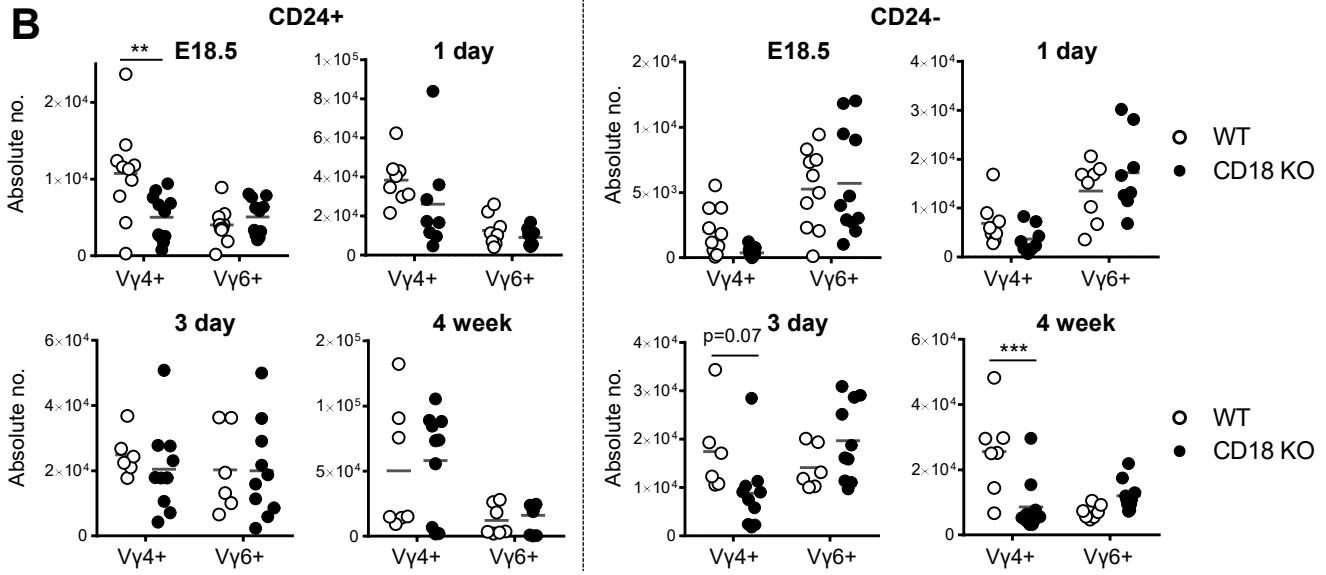 B
CD24+
CD24-
**
E18.5
1 day
E18.5
1 day
Absolute no.
2×10⁴
1×10⁴
0
1×10⁵
8×10⁴
6×10⁴
4×10⁴
2×10⁴
0
Absolute no.
2×10⁴
1×10⁴
5×10³
0
4×10⁴
3×10⁴
2×10⁴
1×10⁴
0
WT
CD18 KO
Vγ4+ Vγ6+
Vγ4+ Vγ6+
Vγ4+ Vγ6+
Vγ4+ Vγ6+
3 day
4 week
p=0.07 3 day
4 week
***
Absolute no.
6×10⁴
4×10⁴
2×10⁴
0
2×10⁵
1×10⁵
5×10⁴
0
Absolute no.
4×10⁴
3×10⁴
2×10⁴
1×10⁴
0
6×10⁴
4×10⁴
2×10⁴
0
WT
CD18 KO
Vγ4+ Vγ6+
Vγ4+ Vγ6+
Vγ4+ Vγ6+
Vγ4+ Vγ6+